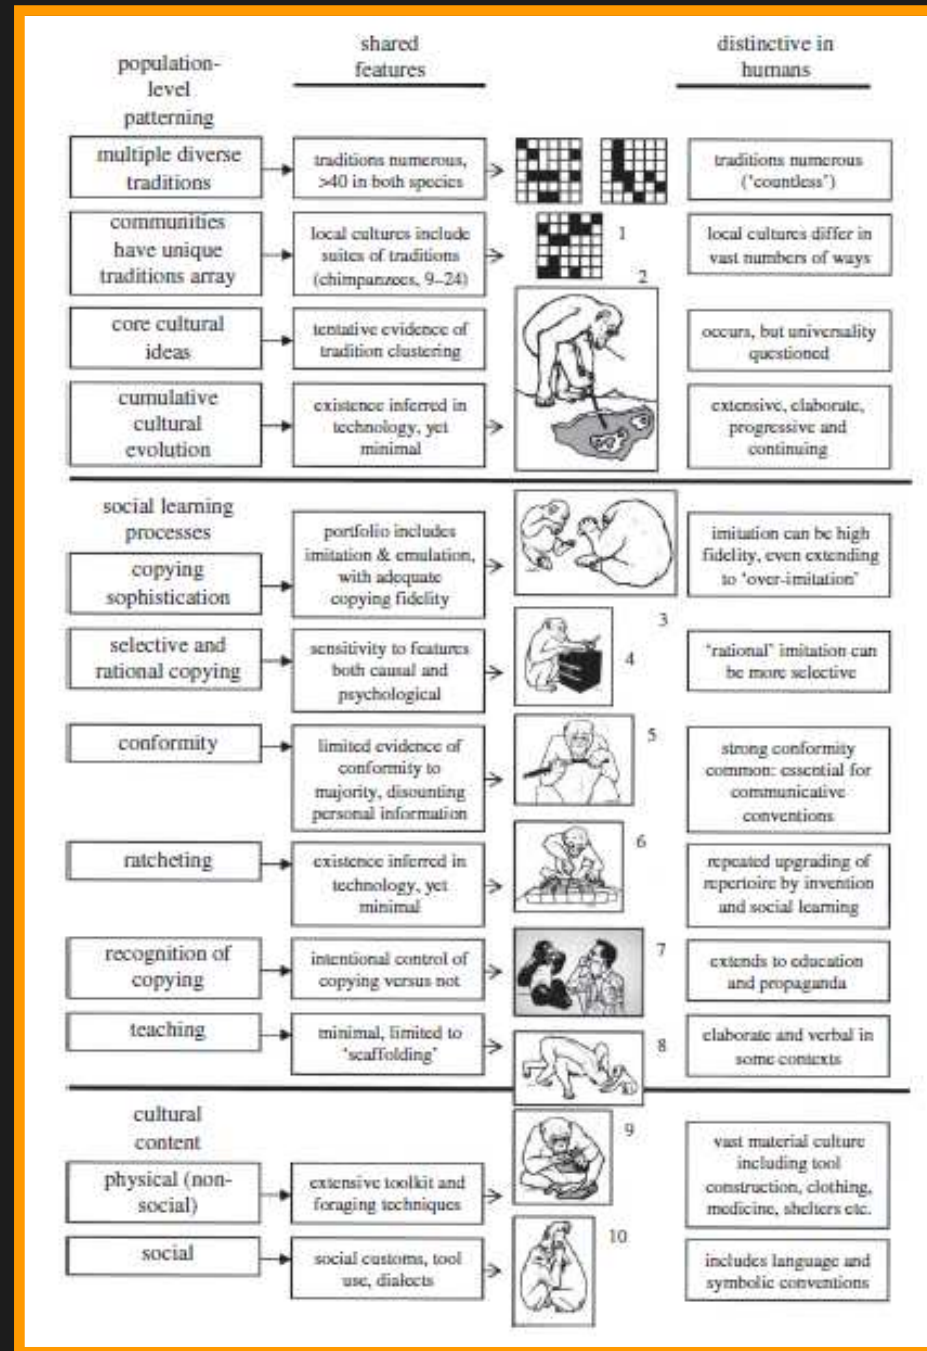 shared
features
distinctive in
humans
population-
level
patterning
multiple diverse
traditions
traditions numerous,
>40 in both species
traditions numerous
('countless')
communities
have unique
traditions array
local cultures include
suites of traditions
(chimpanzees, 9–24)
1
local cultures differ in
vast numbers of ways
2
core cultural
ideas
tentative evidence of
tradition clustering
occurs, but universality
questioned
cumulative
cultural
evolution
existence inferred in
technology, yet
minimal
extensive, elaborate,
progressive and
continuing
social learning
processes
copying
sophistication
portfolio includes
imitation & emulation,
with adequate
copying fidelity
imitation can be high
fidelity, even extending
to 'over-imitation'
3
selective and
rational copying
sensitivity to features
both causal and
psychological
4
'rational' imitation can
be more selective
conformity
limited evidence of
conformity to
majority, disounting
personal information
5
strong conformity
common: essential for
communicative
conventions
ratcheting
existence inferred in
technology, yet
minimal
6
repeated upgrading of
repertoire by invention
and social learning
recognition of
copying
intentional control of
copying versus not
7
extends to education
and propaganda
teaching
minimal, limited to
'scaffolding'
8
elaborate and verbal in
some contexts
cultural
content
physical (non-
social)
extensive toolkit and
foraging techniques
9
vast material culture
including tool
construction, clothing,
medicine, shelters etc.
social
social customs, tool
use, dialects
10
includes language and
symbolic conventions